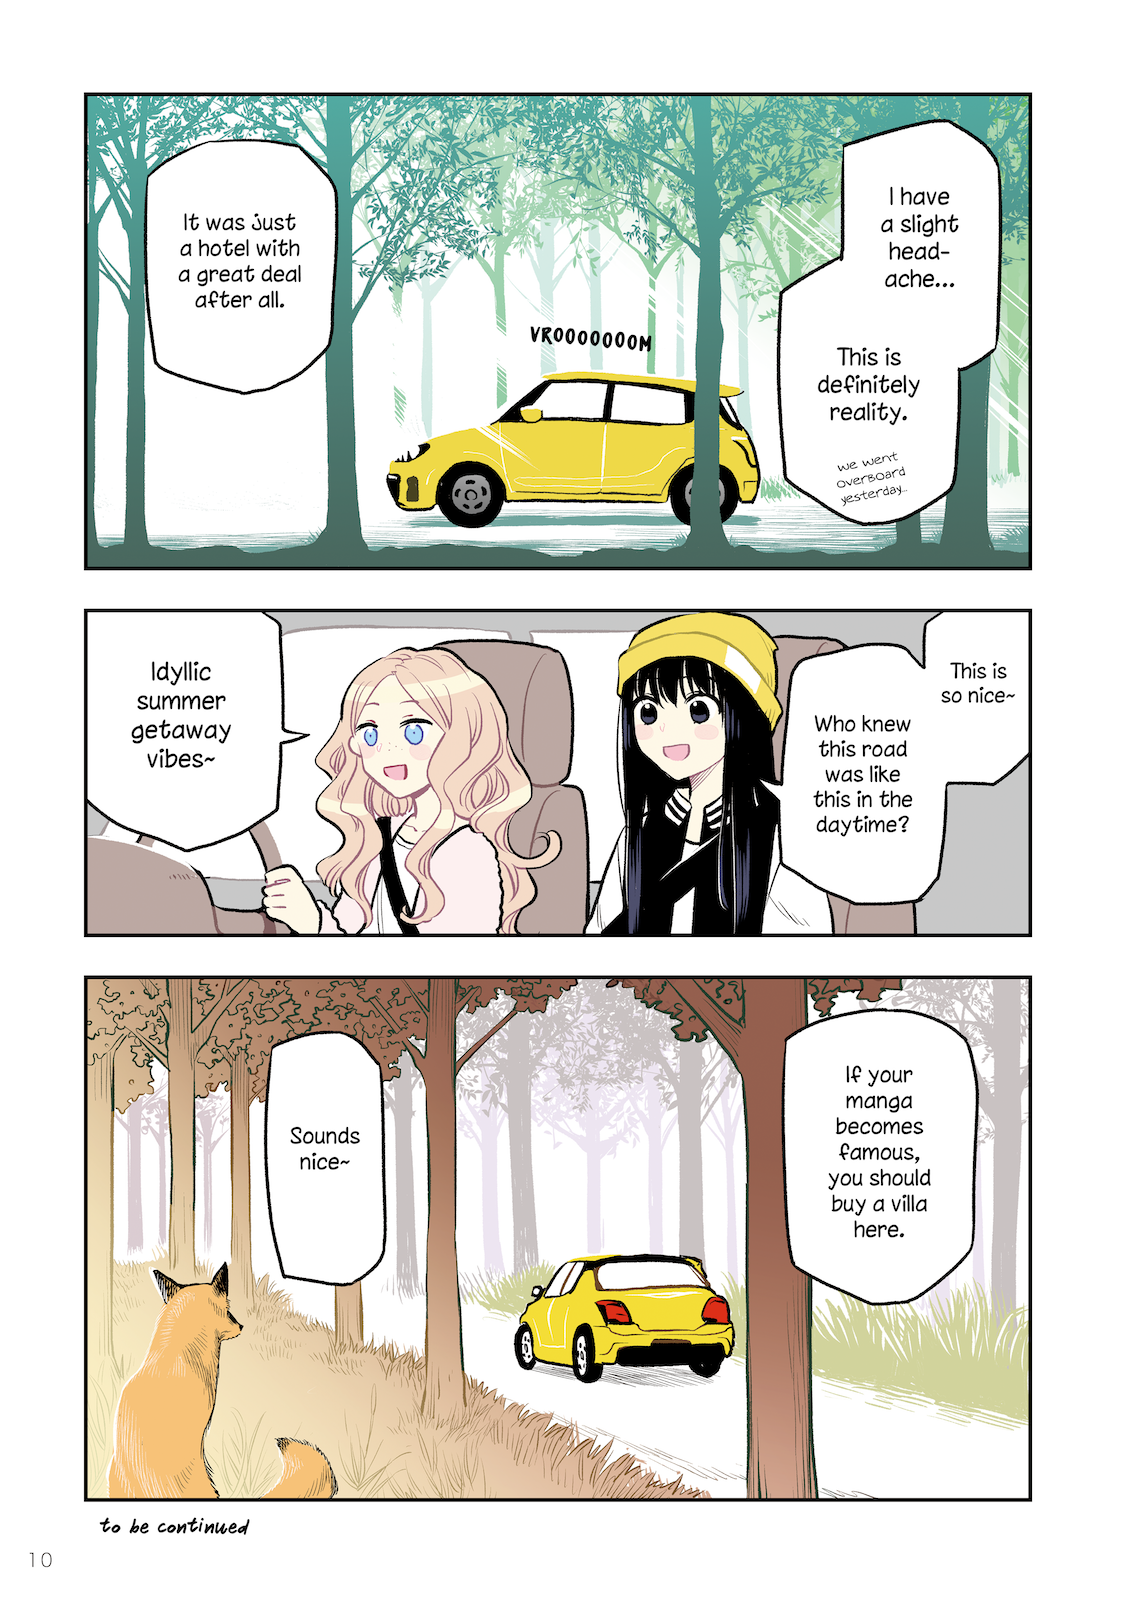 I have
a slight
head-
ache...
This is
definitely
reality.
we went
overboard
yesterday...
VROOOOOOOM
It was just
a hotel with
a great deal
after all.
This is
so nice~
Who knew
this road
was like
this in the
daytime?
Idyllic
summer
getaway
vibes~
If your
manga
becomes
famous,
you should
buy a villa
here.
Sounds
nice~
to be continued
10